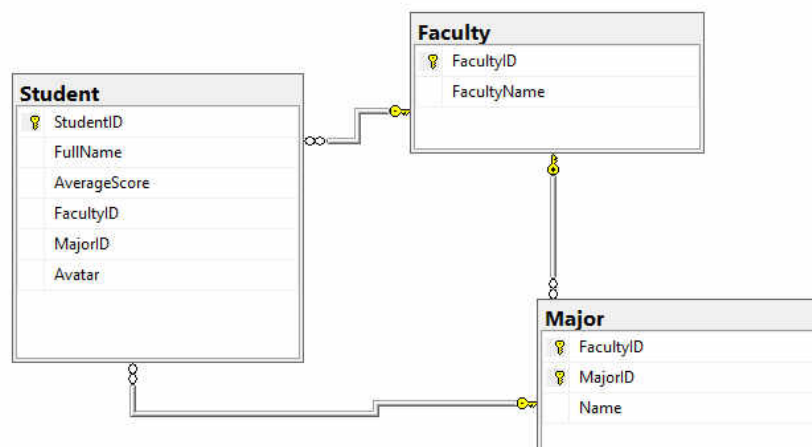 Student
StudentID
FullName
AverageScore
FacultyID
MajorID
Avatar
Faculty
FacultyID
FacultyName
Major
FacultyID
MajorID
Name